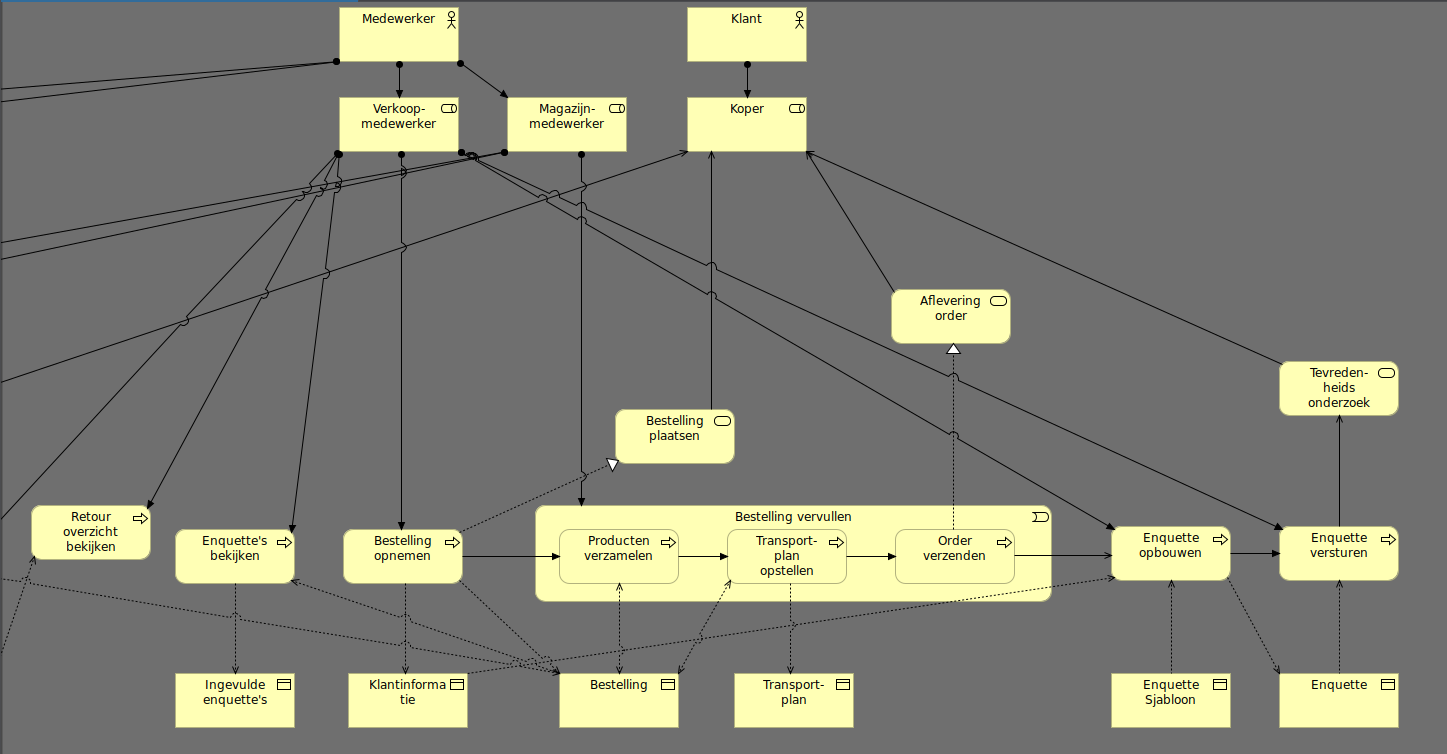 Medewerker
Klant
Verkoop-
medewerker
Magazijn-
medewerker
Koper
Aflevering
order
Tevreden-
heids
onderzoek
Bestelling
plaatsen
Retour
overzicht
bekijken
Enquette's
bekijken
Bestelling
opnemen
Bestelling vervullen
Producten
verzamelen
Transport-
plan
opstellen
Order
verzenden
Enquette
opbouwen
Enquette
versturen
Ingevulde
enquette's
Klantinforma
tie
Bestelling
Transport-
plan
Enquette
Sjabloon
Enquette